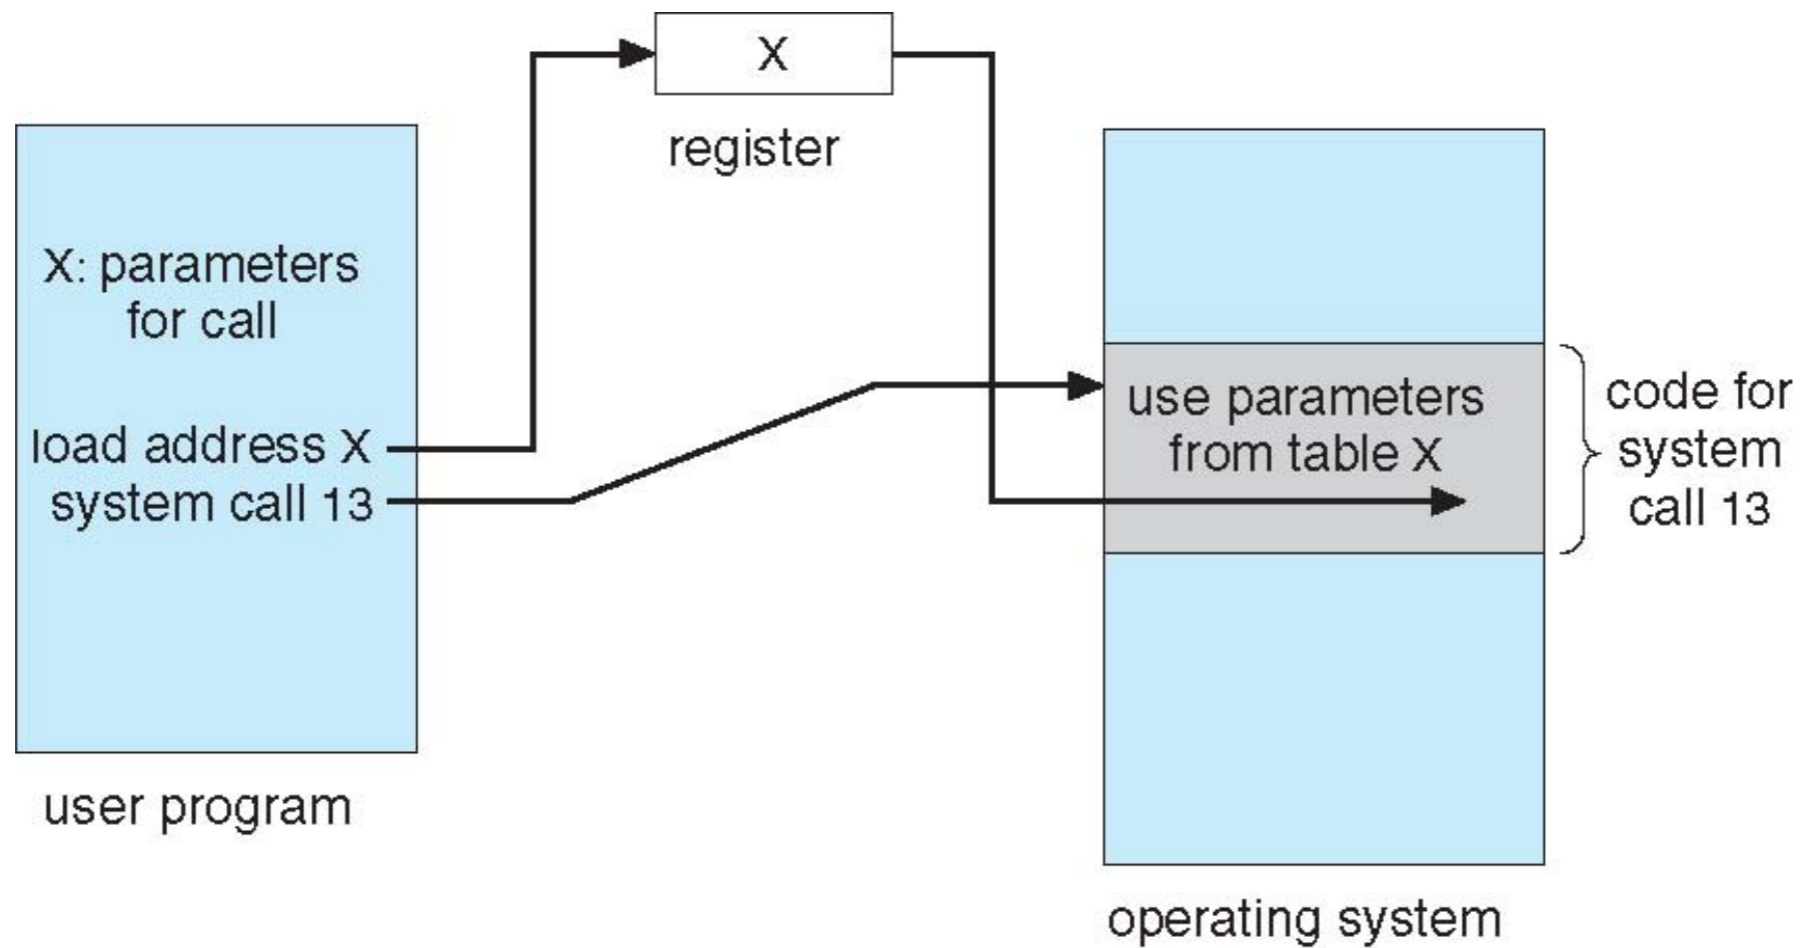 X
register
X: parameters
for call
load address X
system call 13
user program
use parameters
from table X
code for
system
call 13
operating system